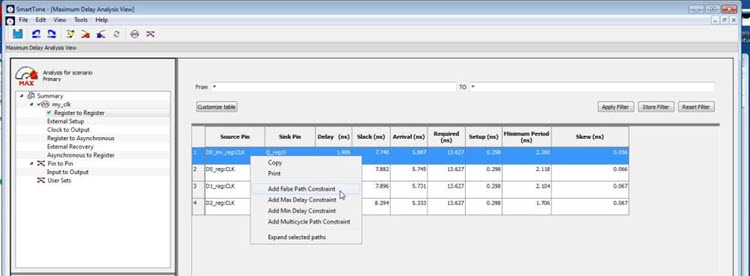 SmartTime - [Maximum Delay Analysis View]
File Edit View Tools Help
Maximum Delay Analysis View
MAX
Analysis for scenario
Primary
Summary
my_clk
Register to Register
External Setup
Clock to Output
Register to Asynchronous
External Recovery
Asynchronous to Register
Pin to Pin
Input to Output
User Sets
From * TO *
Customize table Apply Filter Store Filter Reset Filter
Source Pin Sink Pin Delay (ns) Slack (ns) Arrival (ns) Required (ns) Setup (ns) Minimum Period (ns) Skew (ns)
1 D0_inv_reg:CLK Q_reg:D 1.906 7.740 5.887 13.627 0.298 2.260 0.056
2 D0_reg:CLK 7.882 5.745 13.627 0.298 2.118 0.066
3 D1_reg:CLK 7.896 5.731 13.627 0.298 2.104 0.067
4 D2_reg:CLK 8.294 5.333 13.627 0.298 1.706 0.067
Copy
Print
Add False Path Constraint
Add Max Delay Constraint
Add Min Delay Constraint
Add Multicycle Path Constraint
Expand selected paths